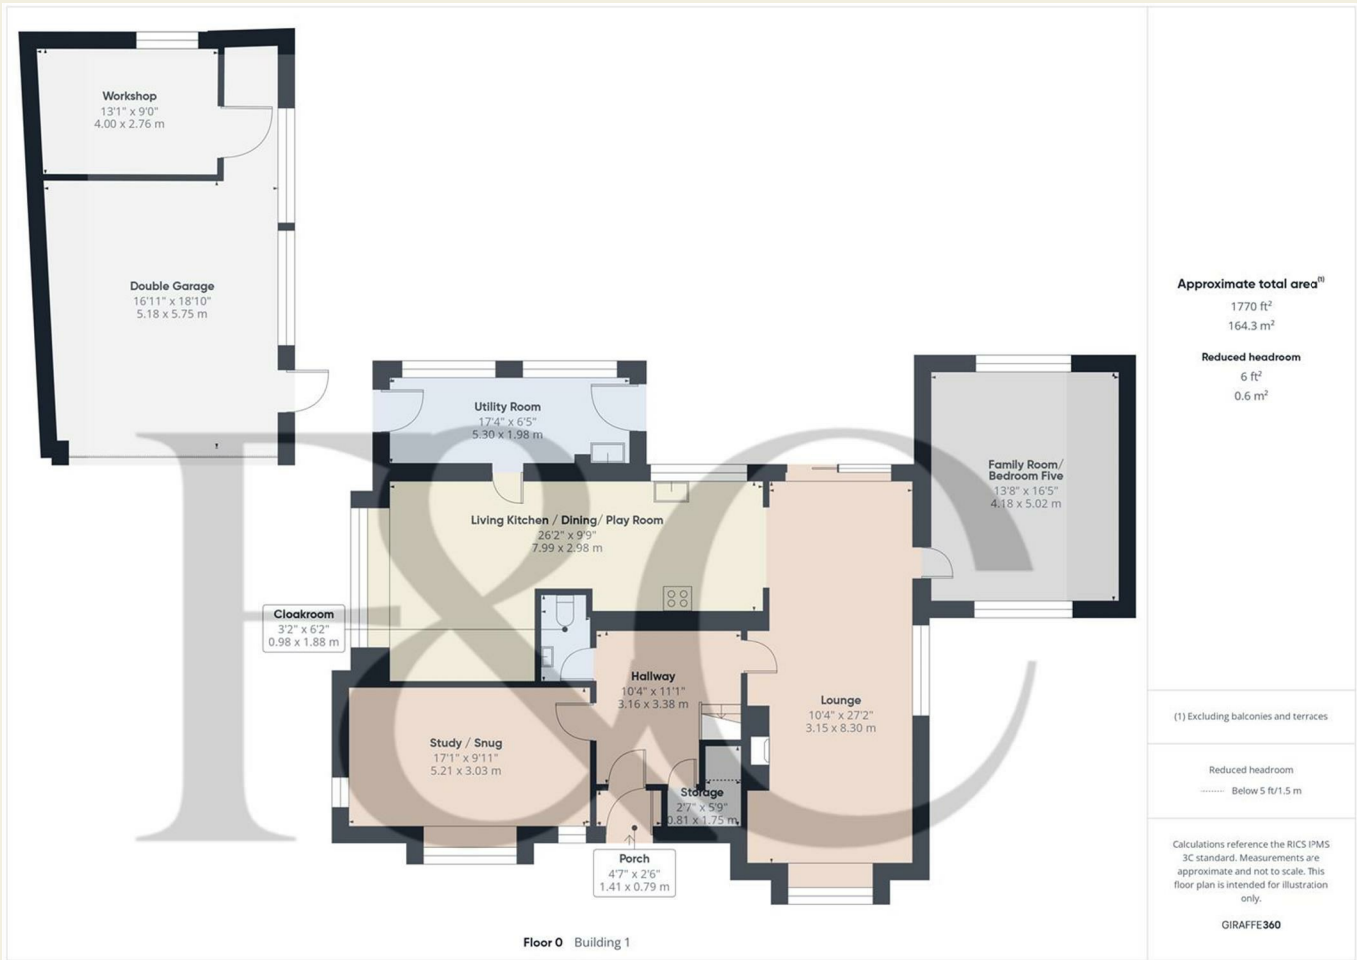 Workshop
13'1" x 9'0"
4.00 x 2.76 m
Double Garage
16'11" x 18'10"
5.18 x 5.75 m
Utility Room
17'4" x 6'5"
5.30 x 1.98 m
Family Room/
Bedroom Five
13'8" x 16'5"
4.18 x 5.02 m
Living Kitchen / Dining/ Play Room
26'2" x 9'9"
7.99 x 2.98 m
Cloakroom
3'2" x 6'2"
0.98 x 1.88 m
Hallway
10'4" x 11'1"
3.16 x 3.38 m
Lounge
10'4" x 27'2"
3.15 x 8.30 m
Study / Snug
17'1" x 9'11"
5.21 x 3.03 m
Storage
2'7" x 5'9"
0.81 x 1.75 m
Porch
4'7" x 2'6"
1.41 x 0.79 m
F&C
Floor 0 Building 1
Approximate total area(1)
1770 ft²
164.3 m²
Reduced headroom
6 ft²
0.6 m²
(1) Excluding balconies and terraces
Reduced headroom
Below 5 ft/1.5 m
Calculations reference the RICS IPMS
3C standard. Measurements are
approximate and not to scale. This
floor plan is intended for illustration
only.
GIRAFFE360